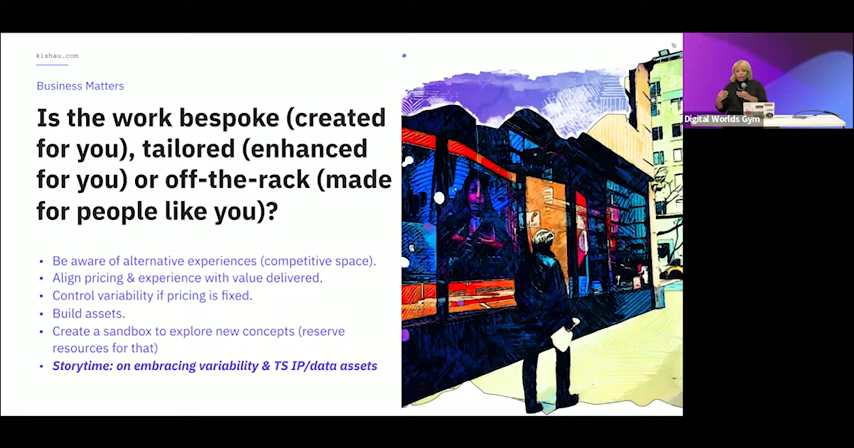 kishau.com
Business Matters
Is the work bespoke (created
for you), tailored (enhanced
for you) or off-the-rack (made
for people like you)?
• Be aware of alternative experiences (competitive space).
• Align pricing & experience with value delivered.
• Control variability if pricing is fixed.
• Build assets.
• Create a sandbox to explore new concepts (reserve
resources for that)
• Storytime: on embracing variability & TS IP/data assets
Digital Worlds Gym